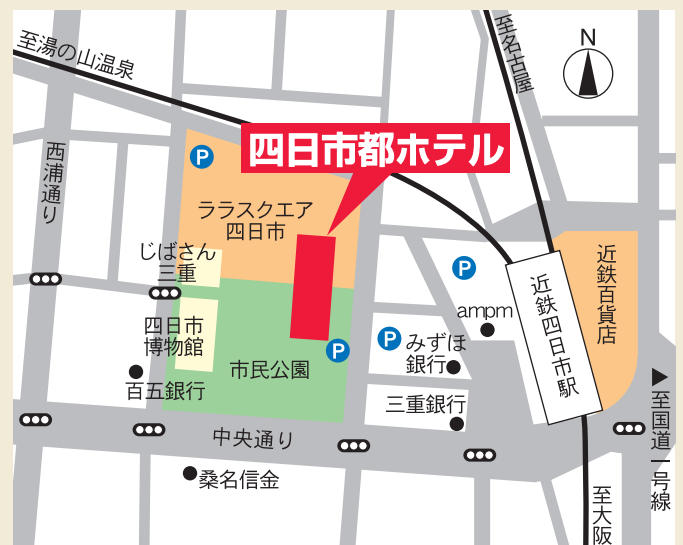 至湯の山温泉
至名古屋
N
西浦通り
P
四日市都ホテル
ララスクエア
四日市
じばさん
三重
四日市
博物館
百五銀行
市民公園
P
P
ampm
P
みずほ
銀行
三重銀行
近鉄四日市駅
近鉄百貨店
中央通り
桑名信金
至国道一号線
至大阪